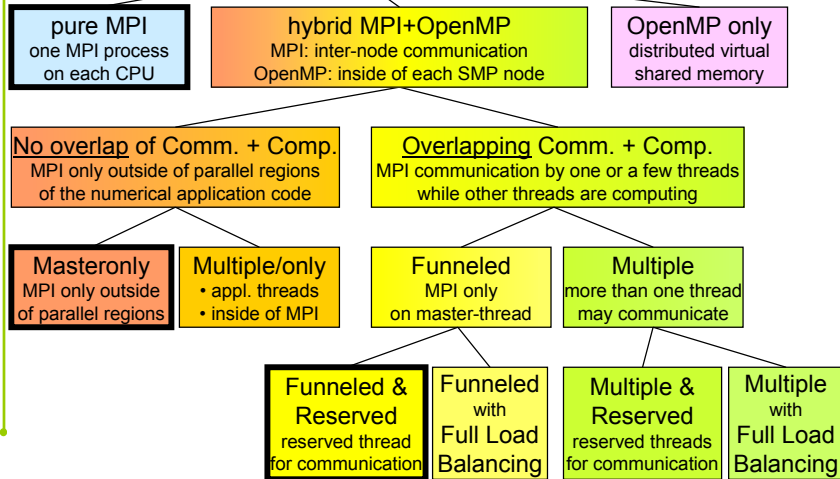 pure MPI
one MPI process
on each CPU
hybrid MPI+OpenMP
MPI: inter-node communication
OpenMP: inside of each SMP node
OpenMP only
distributed virtual
shared memory
No overlap of Comm. + Comp.
MPI only outside of parallel regions
of the numerical application code
Overlapping Comm. + Comp.
MPI communication by one or a few threads
while other threads are computing
Masteronly
MPI only outside
of parallel regions
Multiple/only
• appl. threads
• inside of MPI
Funneled
MPI only
on master-thread
Multiple
more than one thread
may communicate
Funneled &
Reserved
reserved thread
for communication
Funneled
with
Full Load
Balancing
Multiple &
Reserved
reserved threads
for communication
Multiple
with
Full Load
Balancing